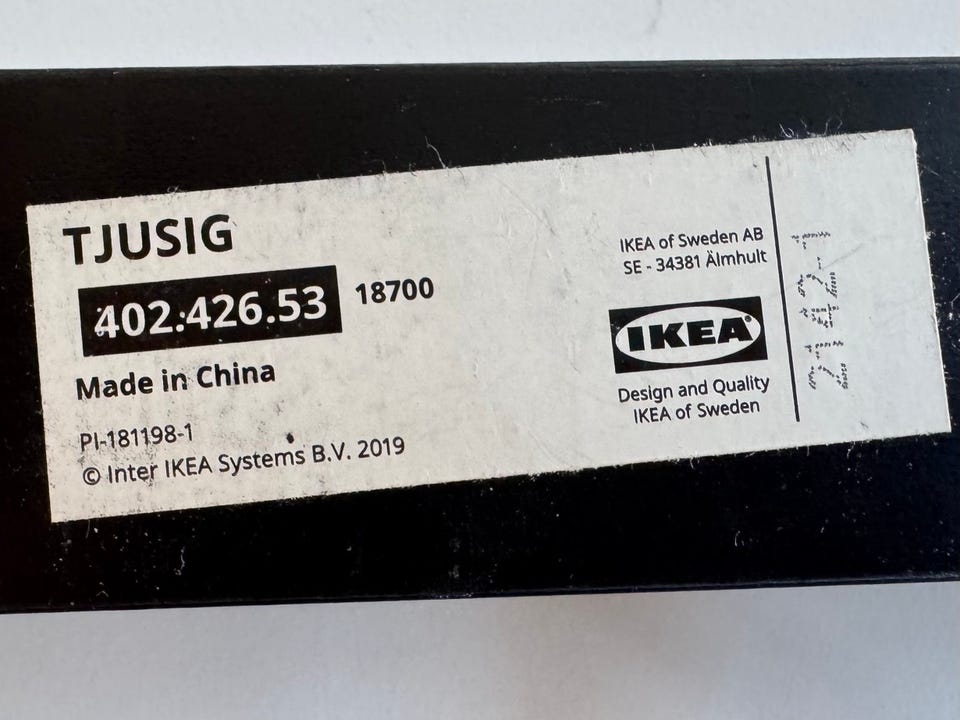 TJUSIG
402.426.53
18700
Made in China
PI-181198-1
© Inter IKEA Systems B.V. 2019
IKEA of Sweden AB
SE - 34381 Älmhult
IKEA®
Design and Quality
IKEA of Sweden